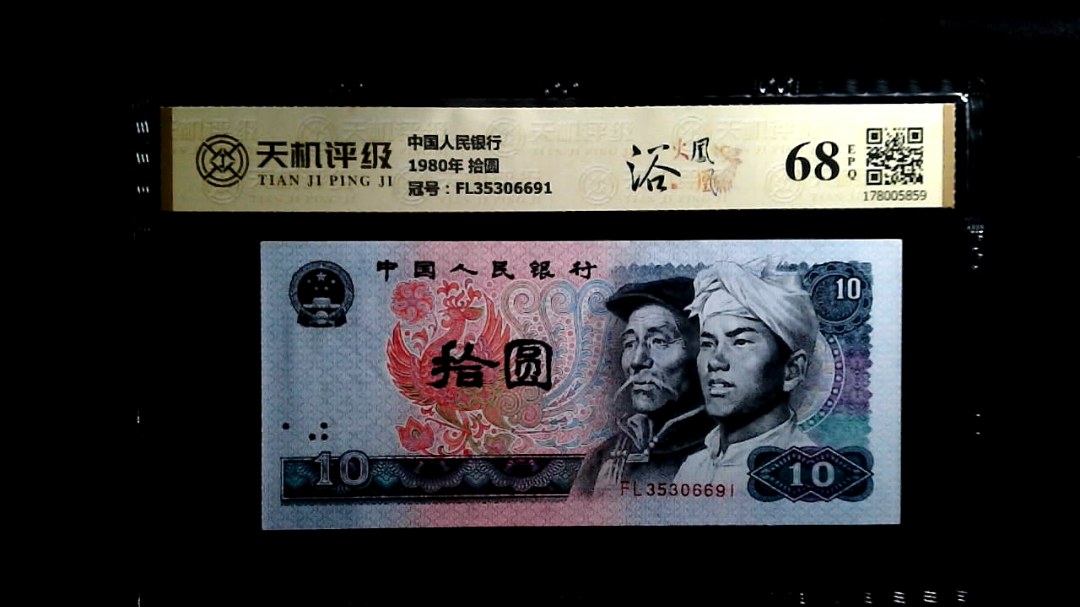 天机评级
TIAN JI PING JI
中国人民银行
1980年 拾圆
冠号：FL35306691
浴火凤凰
68
EPQ
178005859
中国人民银行
10
拾圆
10
FL35306691
10